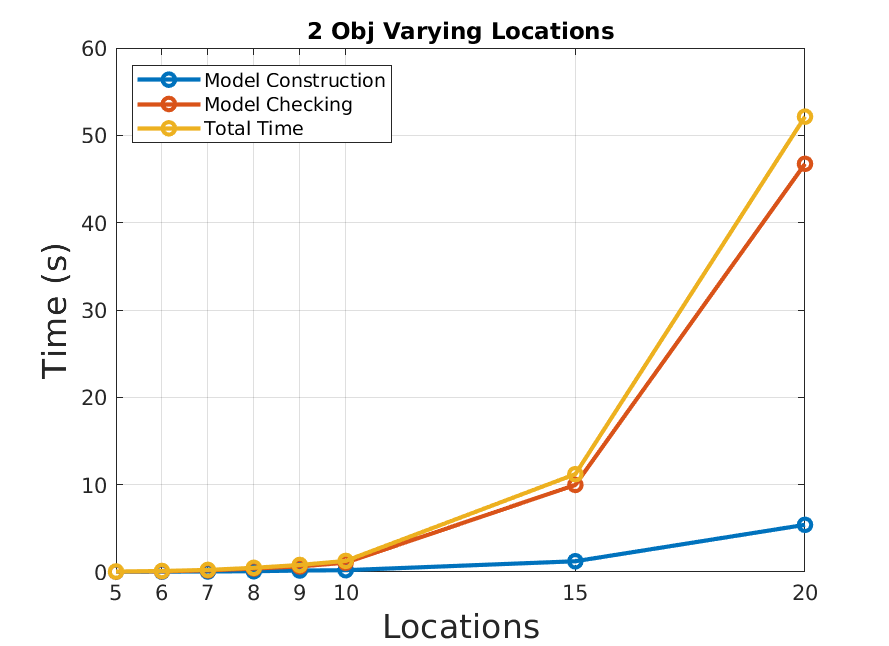 2 Obj Varying Locations
Model Construction
Model Checking
Total Time
60
50
40
30
20
10
0
Time (s)
5 6 7 8 9 10 15 20
Locations